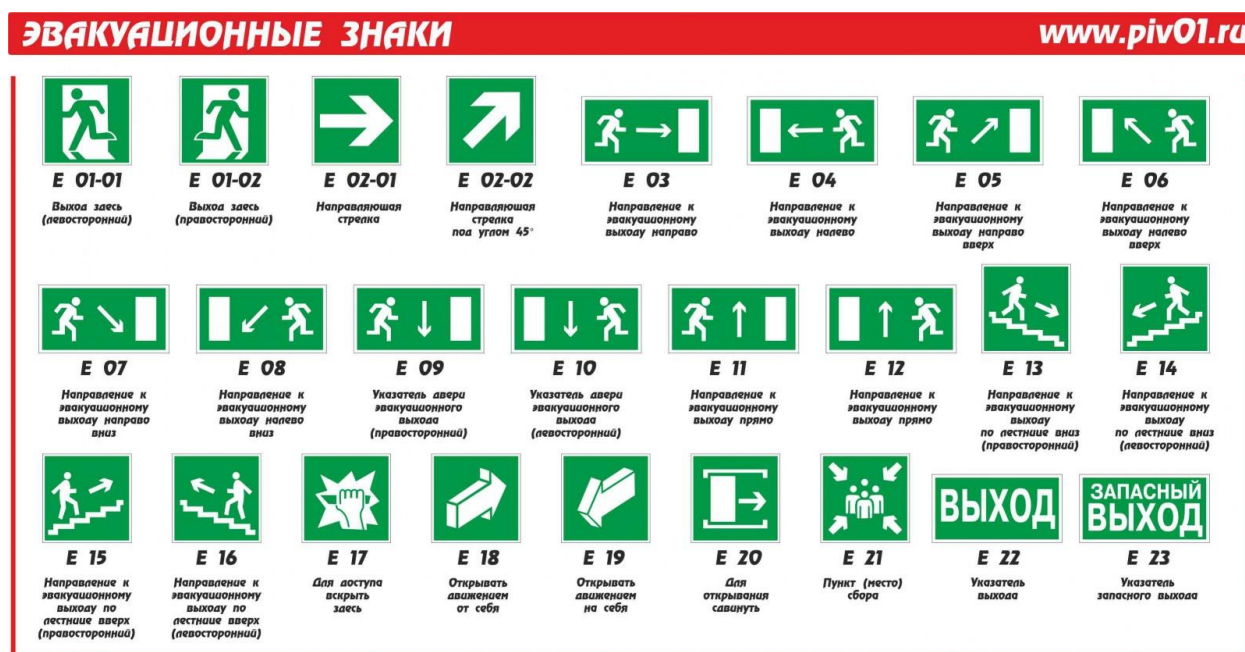 ЭВАКУАЦИОННЫЕ ЗНАКИ www.piv01.ru
E 01-01 E 01-02 E 02-01 E 02-02 E 03 E 04 E 05 E 06
Выход здесь
(левосторонний)
Выход здесь
(правосторонний)
Направляющая
стрелка
Направляющая
стрелка
под углом 45°
Направление к
эвакуационному
выходу направо
Направление к
эвакуационному
выходу налево
Направление к
эвакуационному
выходу направо
вверх
Направление к
эвакуационному
выходу налево
вверх
E 07 E 08 E 09 E 10 E 11 E 12 E 13 E 14
Направление к
эвакуационному
выходу направо
вниз
Направление к
эвакуационному
выходу налево
вниз
Указатель двери
эвакуационного
выхода
(правосторонний)
Указатель двери
эвакуационного
выхода
(левосторонний)
Направление к
эвакуационному
выходу прямо
Направление к
эвакуационному
выходу прямо
Направление к
эвакуационному
выходу
по лестнице вниз
(правосторонний)
Направление к
эвакуационному
выходу
по лестнице вниз
(левосторонний)
ВЫХОД
ЗАПАСНЫЙ
ВЫХОД
E 15 E 16 E 17 E 18 E 19 E 20 E 21 E 22 E 23
Направление к
эвакуационному
выходу по
лестнице вверх
(правосторонний)
Направление к
эвакуационному
выходу по
лестнице вверх
(левосторонний)
Для доступа
вскрыть
здесь
Открывать
движением
от себя
Открывать
движением
на себя
Для
открывания
сдвинуть
Пункт (место)
сбора
Указатель
выхода
Указатель
запасного выхода